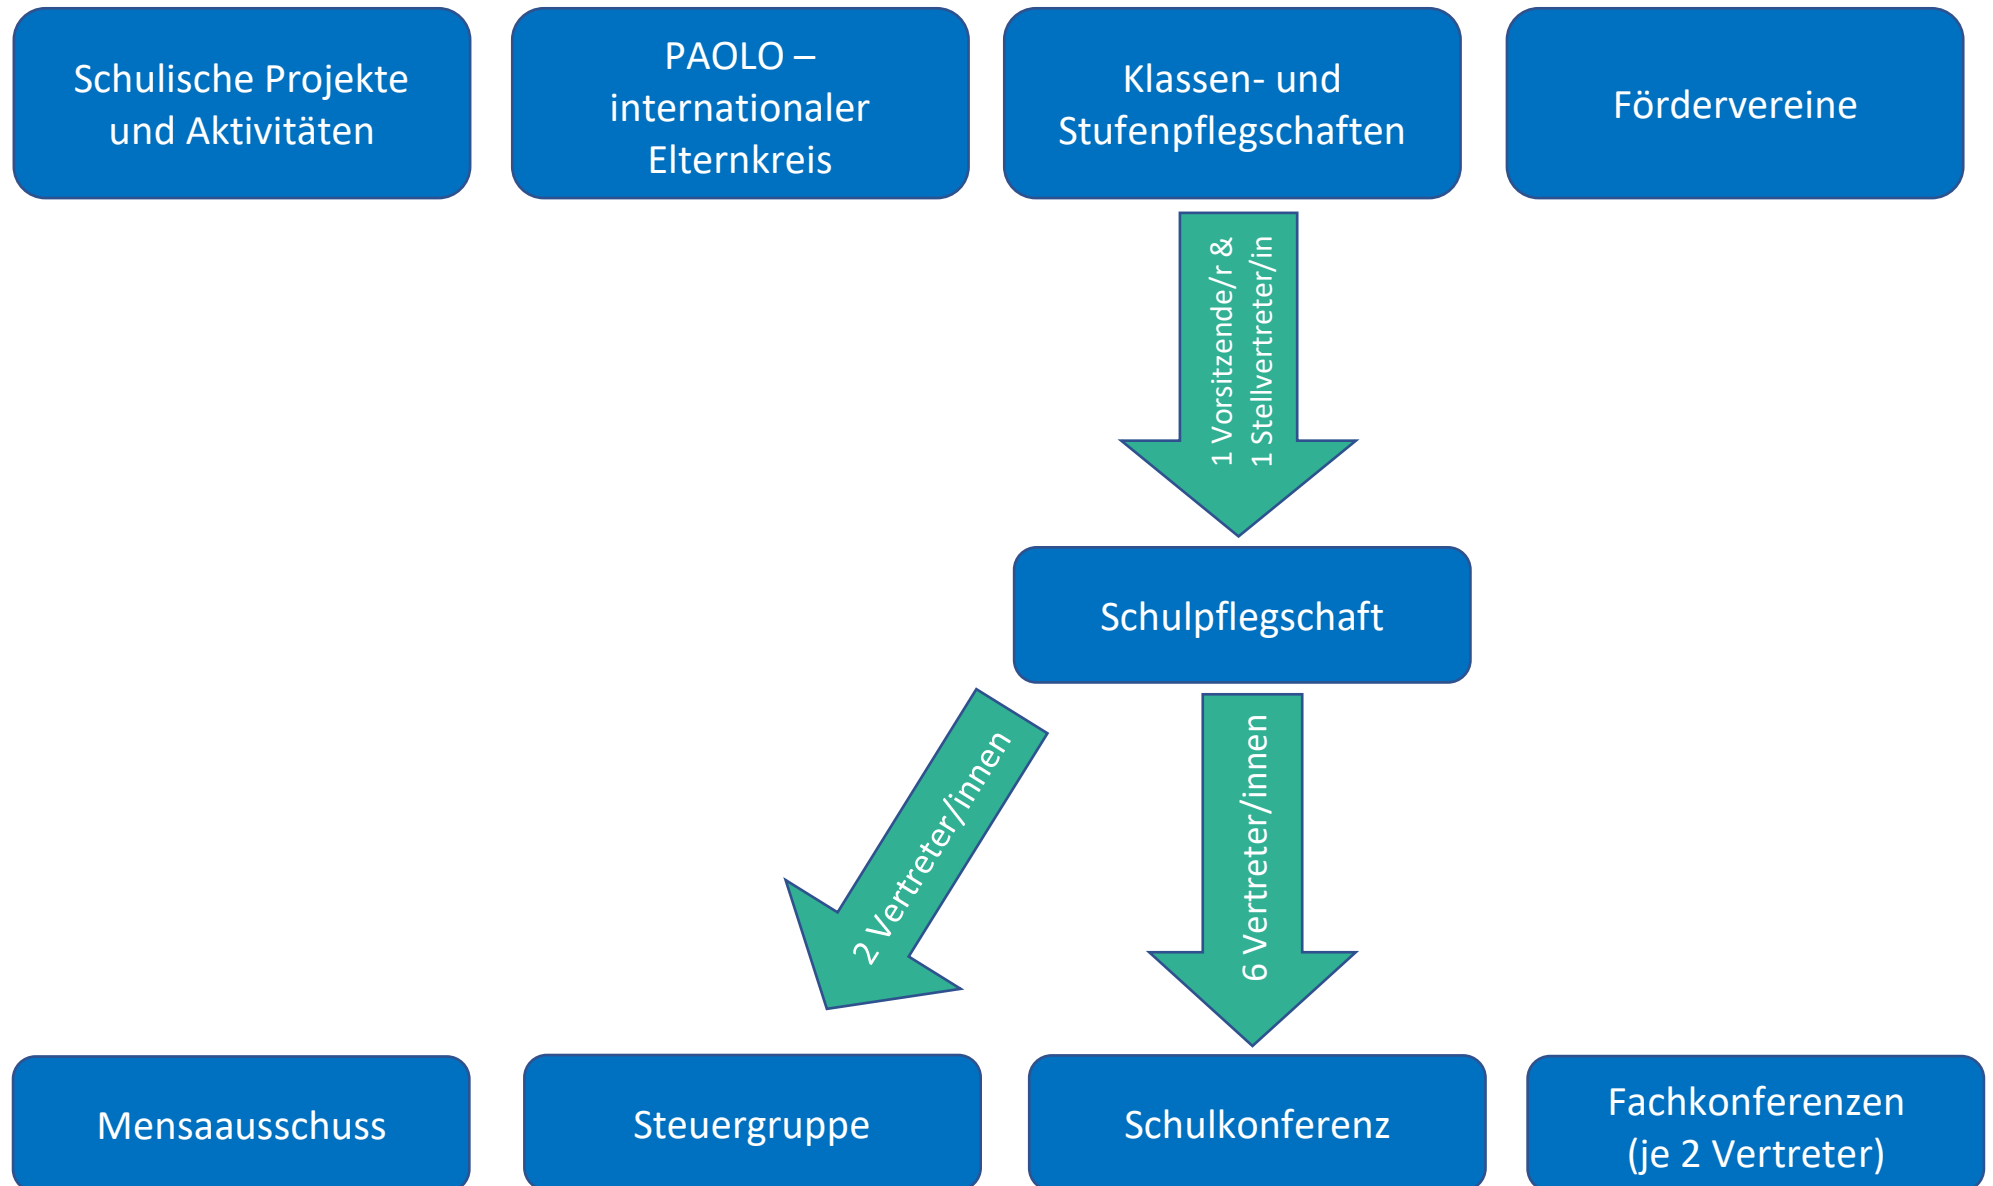 Schulische Projekte
und Aktivitäten
PAOLO –
internationaler
Elternkreis
Klassen- und
Stufenpflegschaften
Fördervereine
1 Vorsitzende/r &
1 Stellvertreter/in
Schulpflegschaft
2 Vertreter/innen
6 Vertreter/innen
Mensaausschuss
Steuergruppe
Schulkonferenz
Fachkonferenzen
(je 2 Vertreter)